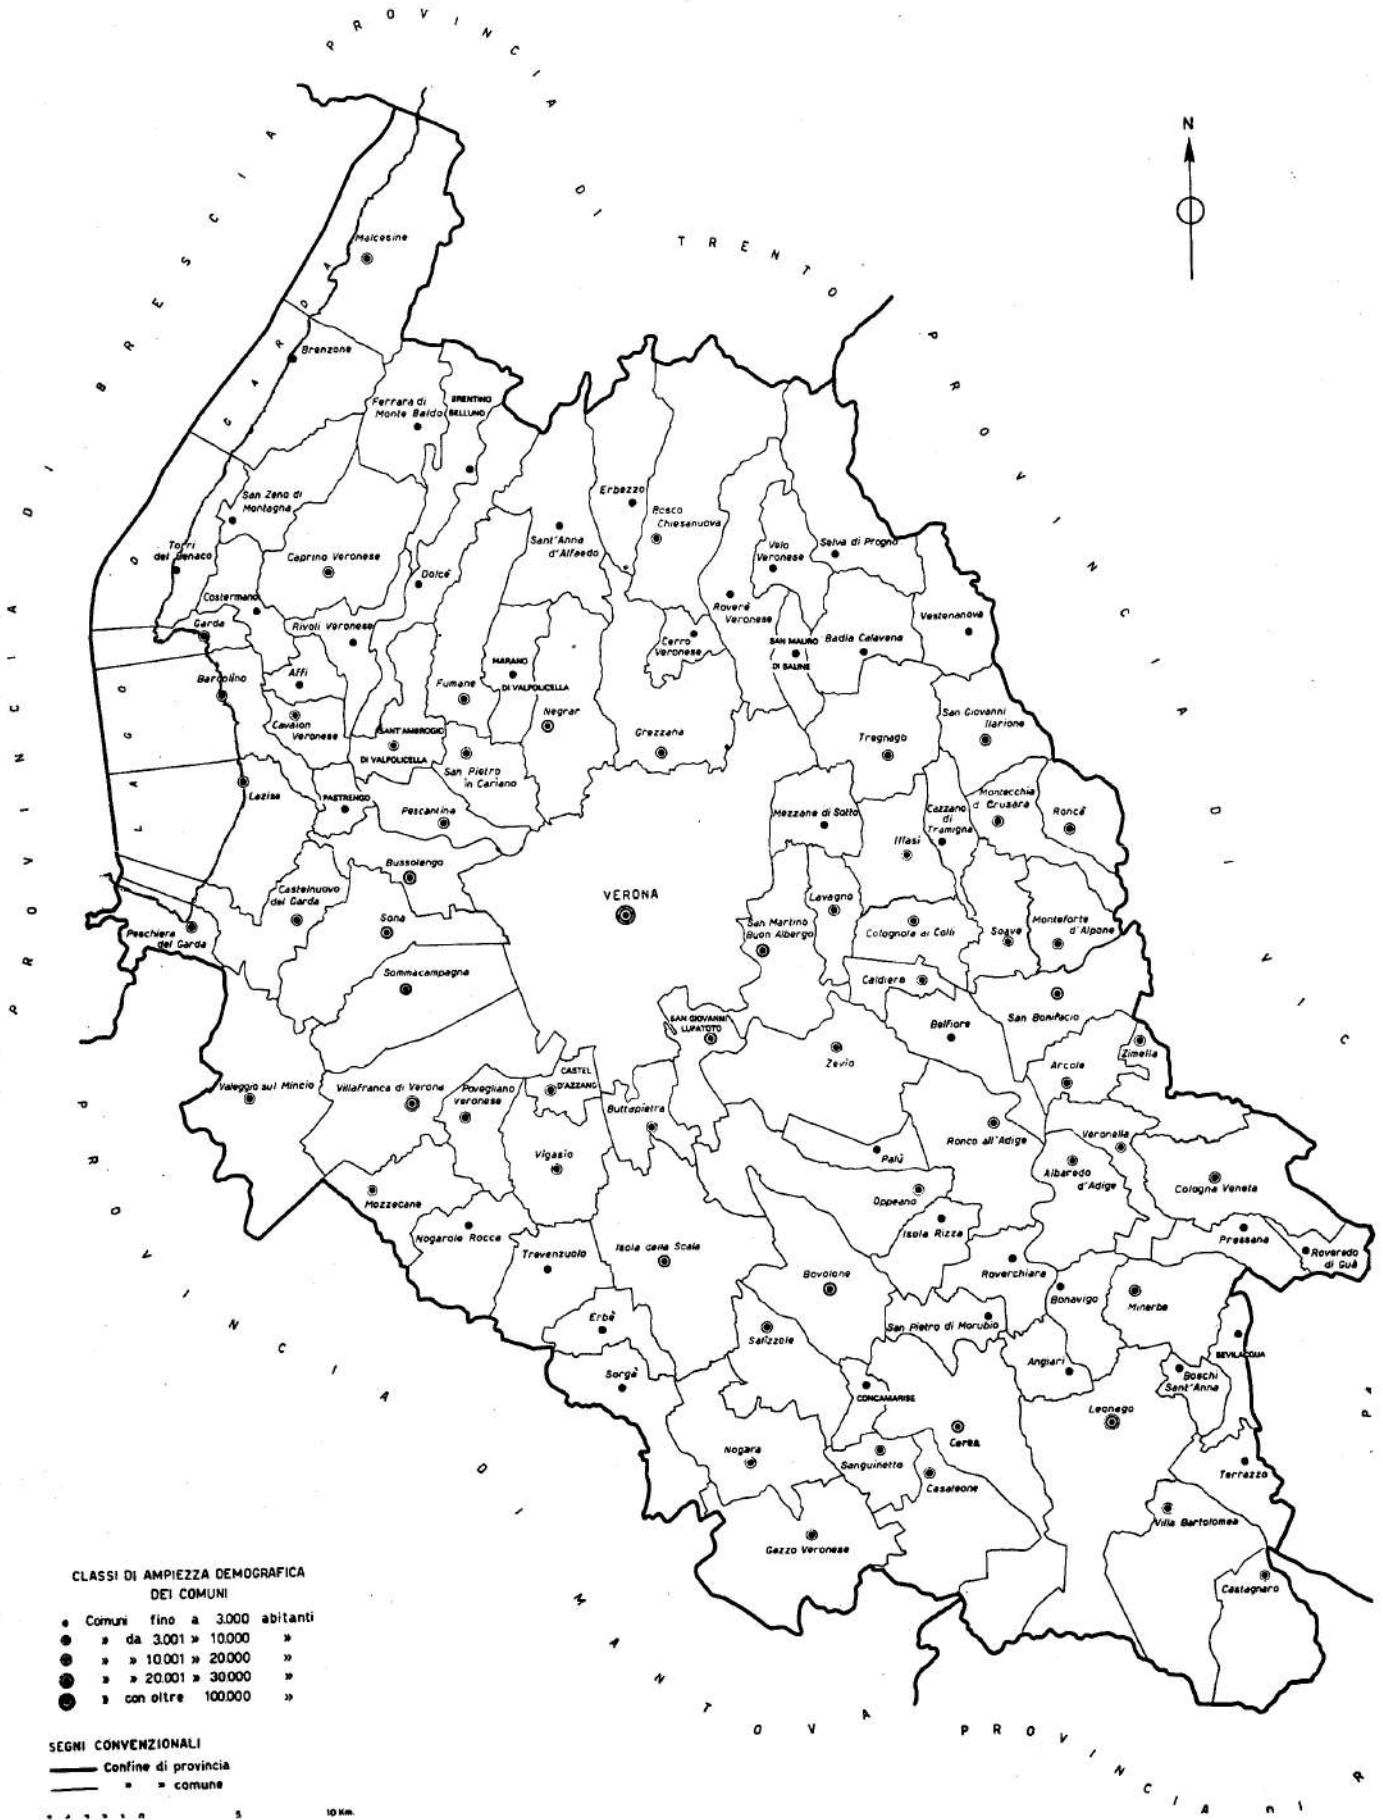 PROVINCIA DI TRENTO
N
PROVINCIA DI BRESCIA
PROVINCIA DI VIC
LAGO D GARDA
Malcesine
Brenzone
Ferrara di
Monte Baldo
BRENTINO
BELLUNO
San Zeno di
Montagna
Erbezzo
Bosco
Chiesanuova
Torri
del Benaco
Caprino Veronese
Dolcé
Sant'Anna
d'Alfaedo
Velo
Veronese
Selva di Progno
Costermano
Garda
Rivoli Veronese
Roverè
Veronese
Vestenanova
Cerro
Veronese
SAN MAURO
DI SALINE
Badia Calavena
Bardolino
Affi
Fumane
MARANO
DI VALPOLICELLA
Cavaion
Veronese
SANT'AMBROGIO
DI VALPOLICELLA
Negrar
Grezzana
Tregnago
San Giovanni
Ilarione
San Pietro
in Cariano
Lazise
PASTRENGO
Pescantina
Mezzane di Sotto
Cazzano
di
Tramigna
Montecchia
d Crusara
Roncá
Illasi
Bussolengo
Castelnuovo
del Garda
Sona
VERONA
Lavagno
San Martino
Buon Albergo
Colognola ai Colli
Soave
Monteforte
d'Alpone
Peschiera
del Garda
Sommacampagna
Caldiero
SAN GIOVANNI
LUPATOTO
Belfiore
San Bonifacio
Zevio
Arcole
Zimella
Valeggio sul Mincio
Villafranca di Verona
Povegliano
Veronese
CASTEL
D'AZZANO
Buttapietra
Vigasio
Palú
Ronco all'Adige
Veronella
Albaredo
d'Adige
Cologna Veneta
Mozzecane
Oppeano
Isola Rizza
Nogarole Rocca
Trevenzuolo
Isola della Scala
Pressana
Roveredo
di Guà
Bovolone
Roverchiara
Bonavigo
Minerbe
Erbè
Salizzole
San Pietro di Morubio
BEVILACQUA
Sorgà
CONCAMARISE
Angiari
Boschi
Sant'Anna
Legnago
Nogara
Sanguinetto
Cerea
Casaleone
Terrazzo
Villa Bartolomea
Gazzo Veronese
Castagnaro
PROVINCIA DI MANTOVA
PROVINCIA DI R
CLASSI DI AMPIEZZA DEMOGRAFICA
DEI COMUNI
Comuni fino a 3.000 abitanti
» da 3.001 » 10.000 »
» » 10.001 » 20.000 »
» » 20.001 » 30.000 »
» con oltre 100.000 »
SEGNI CONVENZIONALI
Confine di provincia
» » comune
5 10 Km.